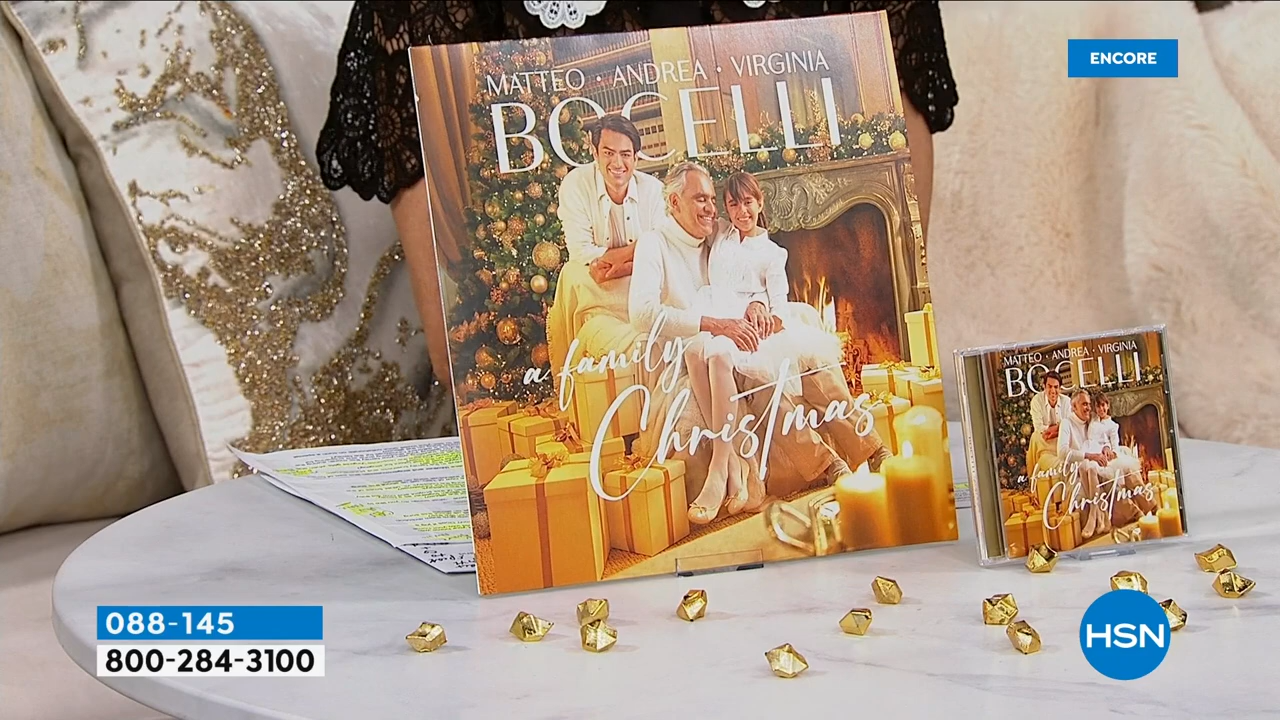 ENCORE
MATTEO · ANDREA · VIRGINIA
BOCELLI
a family
Christmas
MATTEO · ANDREA · VIRGINIA
BOCELLI
a family
Christmas
088-145
800-284-3100
HSN